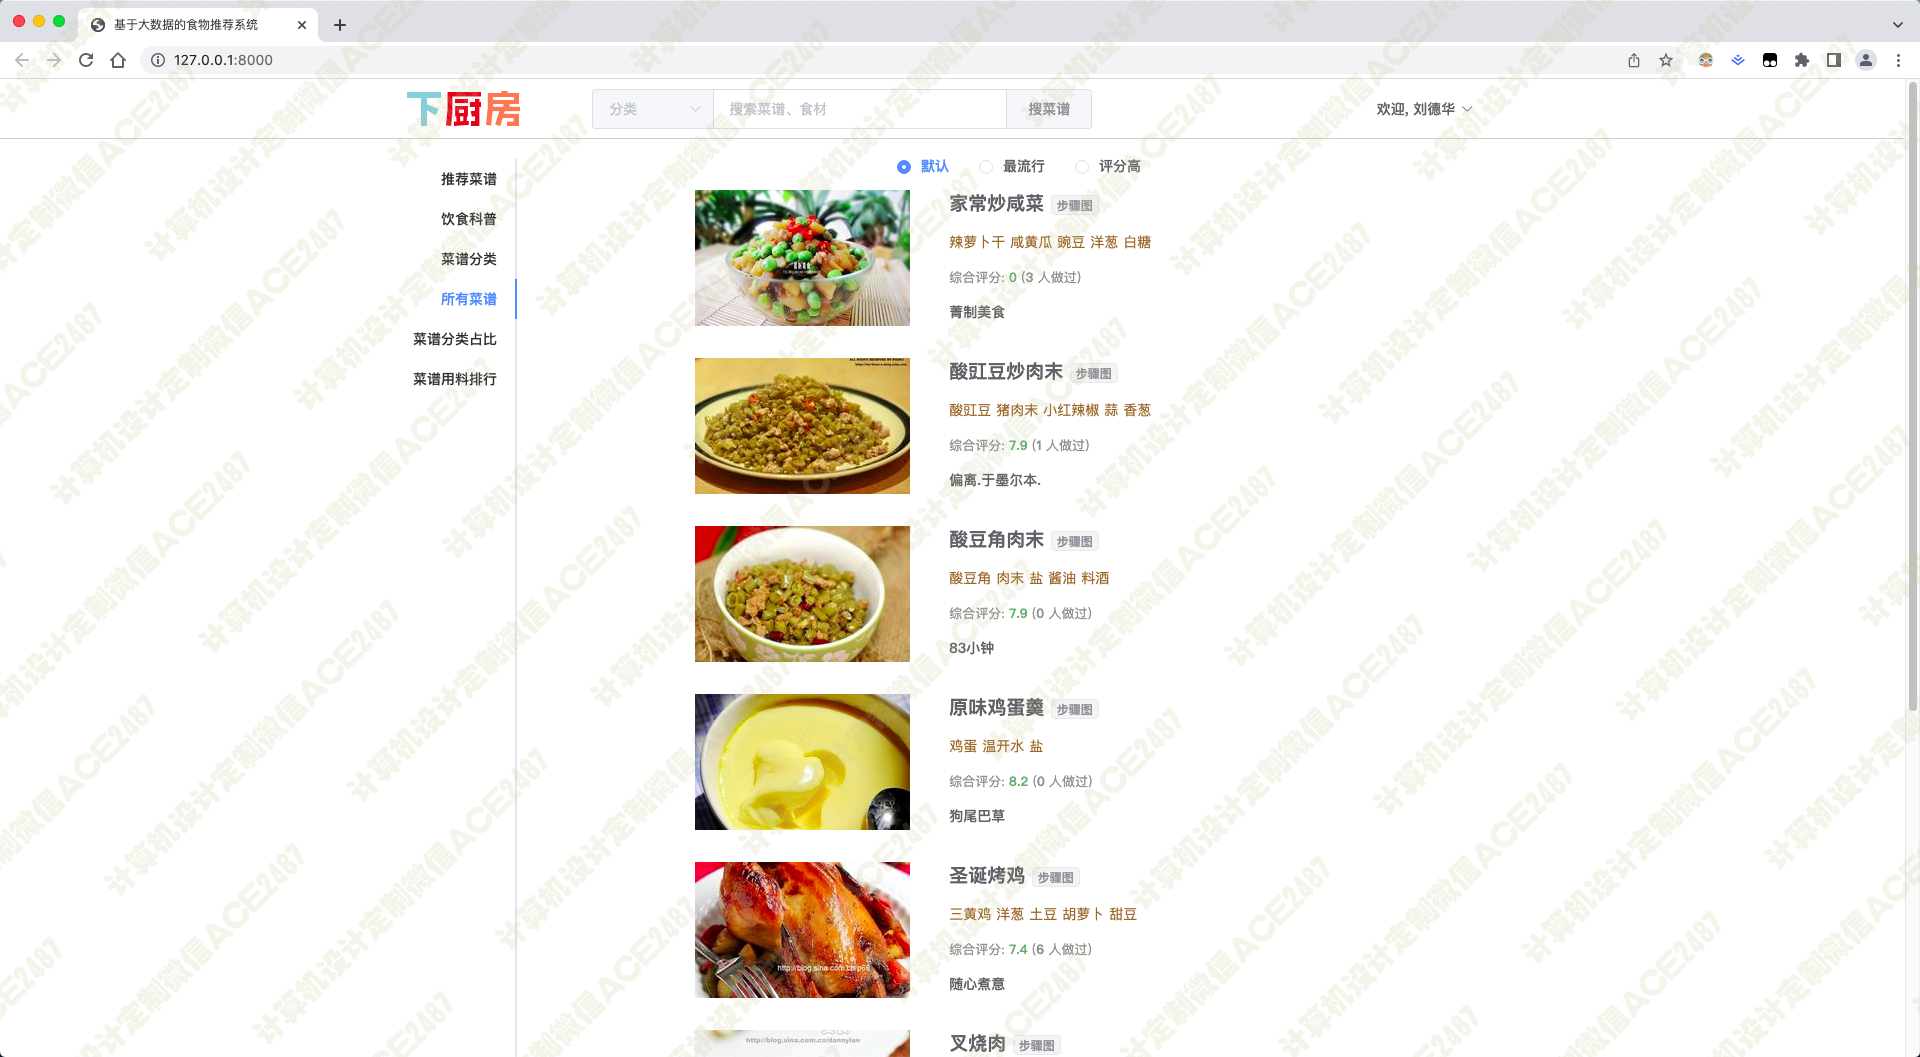 基于大数据的食物推荐系统
127.0.0.1:8000
下厨房
分类
搜索菜谱、食材
搜菜谱
欢迎, 刘德华
推荐菜谱
饮食科普
菜谱分类
所有菜谱
菜谱分类占比
菜谱用料排行
默认
最流行
评分高
家常炒咸菜 步骤图
辣萝卜干 咸黄瓜 豌豆 洋葱 白糖
综合评分: 0 (3 人做过)
菁制美食
酸豇豆炒肉末 步骤图
酸豇豆 猪肉末 小红辣椒 蒜 香葱
综合评分: 7.9 (1 人做过)
偏离.于墨尔本.
酸豆角肉末 步骤图
酸豆角 肉末 盐 酱油 料酒
综合评分: 7.9 (0 人做过)
83小钟
原味鸡蛋羹 步骤图
鸡蛋 温开水 盐
综合评分: 8.2 (0 人做过)
狗尾巴草
圣诞烤鸡 步骤图
三黄鸡 洋葱 土豆 胡萝卜 甜豆
综合评分: 7.4 (6 人做过)
随心煮意
http://blog.sina.com.cn/p66
叉烧肉 步骤图
http://blog.sina.com.cn/dannylan
计算机设计定制微信ACE2487